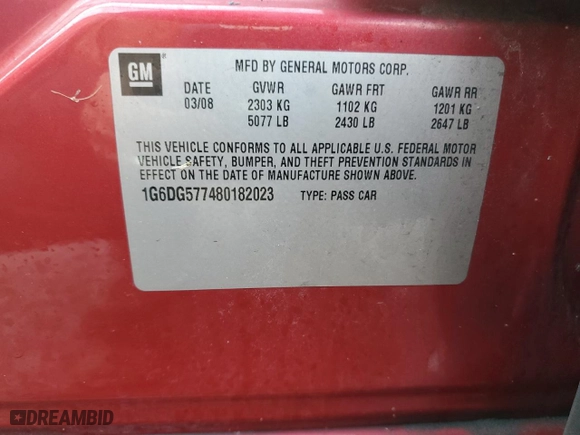 GM
MFD BY GENERAL MOTORS CORP.
DATE GVWR GAWR FRT GAWR RR
03/08 2303 KG 1102 KG 1201 KG
5077 LB 2430 LB 2647 LB
THIS VEHICLE CONFORMS TO ALL APPLICABLE U.S. FEDERAL MOTOR
VEHICLE SAFETY, BUMPER, AND THEFT PREVENTION STANDARDS IN
EFFECT ON THE DATE OF MANUFACTURE SHOWN ABOVE.
1G6DG577480182023 TYPE: PASS CAR
DREAMBID